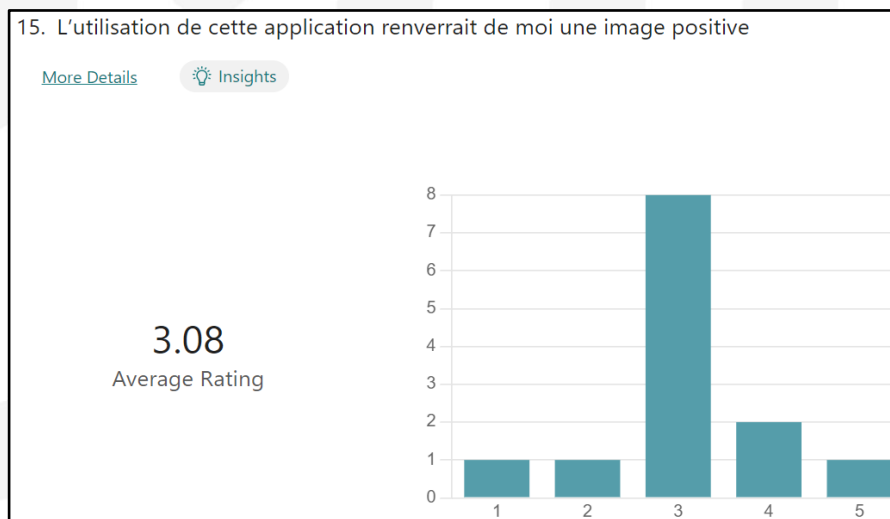 15. L'utilisation de cette application renverrait de moi une image positive
More Details Insights
8
7
6
5
4
3
2
1
0
3.08
Average Rating
1 2 3 4 5